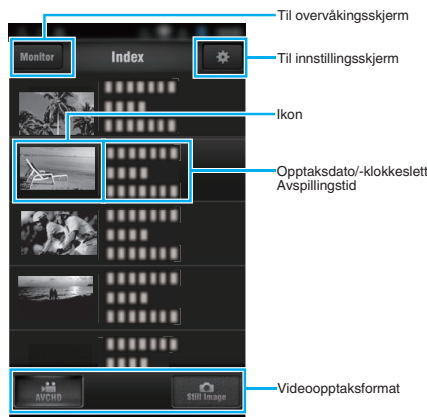 Til overvåkingsskjerm
Monitor
Index
Til innstillingsskjerm
Ikon
Opptaksdato/-klokkeslett
Avspillingstid
AVCHD
Still Image
Videoopptaksformat